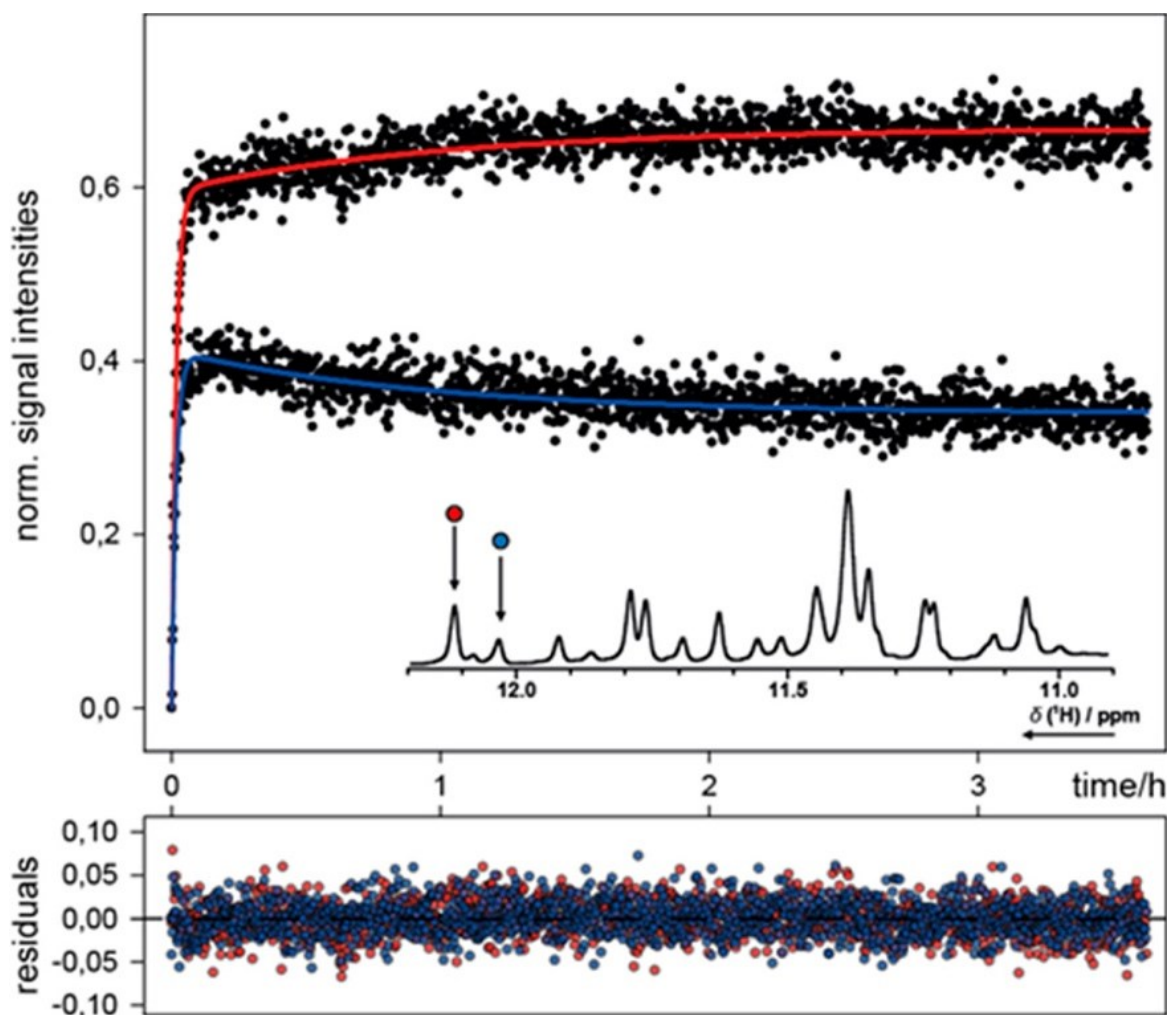 norm. signal intensities
0,6
0,4
0,2
0,0
12.0 11.5 11.0
δ (¹H) / ppm
0 1 2 3 time/h
residuals
0,10
0,05
0,00
-0,05
-0,10